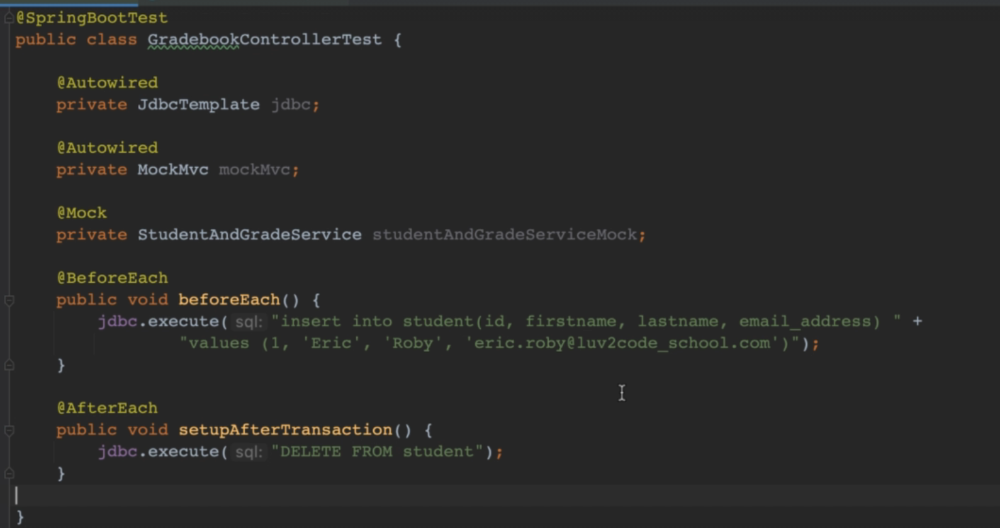 @SpringBootTest
public class GradebookControllerTest {
@Autowired
private JdbcTemplate jdbc;
@Autowired
private MockMvc mockMvc;
@Mock
private StudentAndGradeService studentAndGradeServiceMock;
@BeforeEach
public void beforeEach() {
jdbc.execute( sql: "insert into student(id, firstname, lastname, email_address) " +
"values (1, 'Eric', 'Roby', 'eric.roby@luv2code_school.com')");
}
@AfterEach
public void setupAfterTransaction() {
jdbc.execute( sql: "DELETE FROM student");
}
}